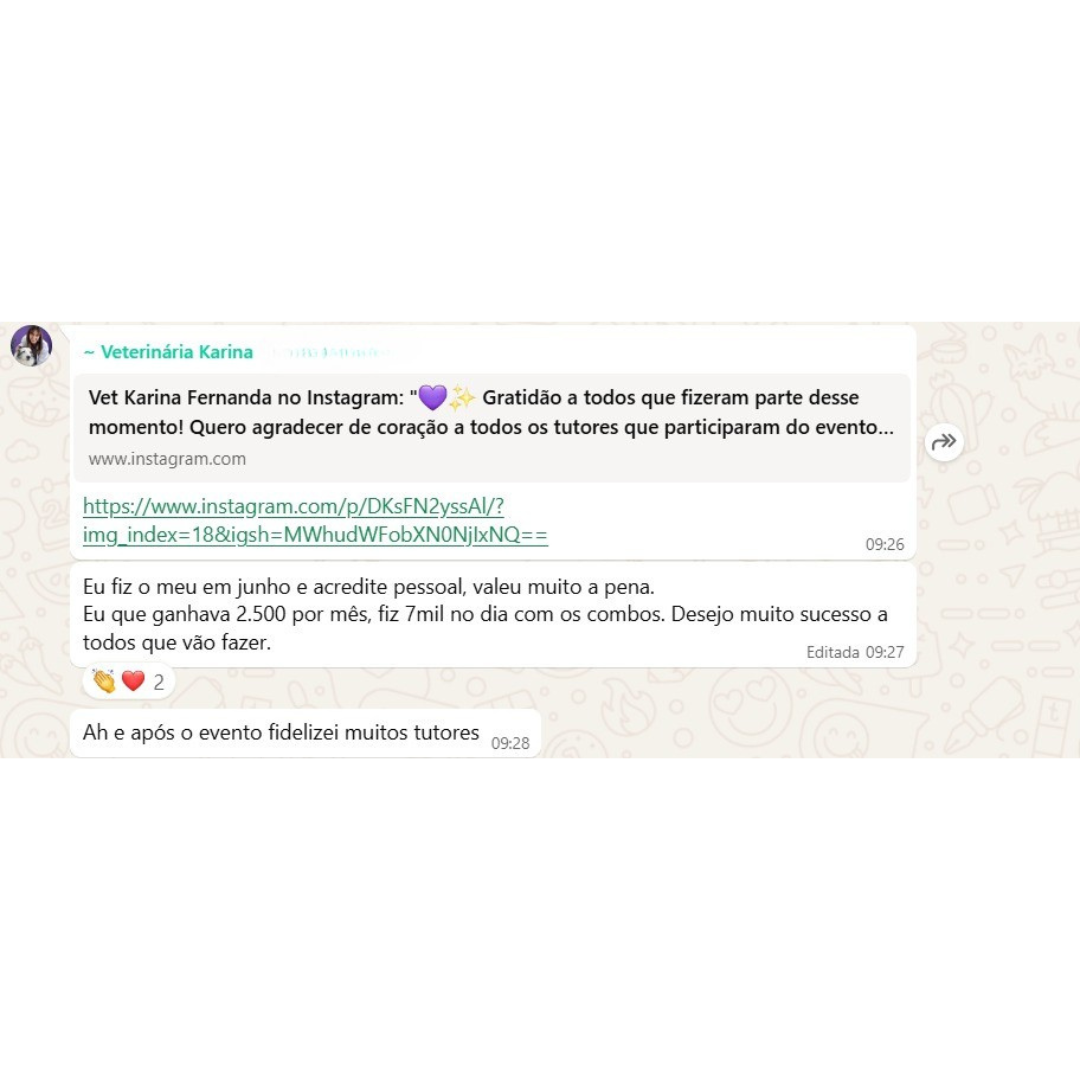 ~ Veterinária Karina
Vet Karina Fernanda no Instagram: "💜✨ Gratidão a todos que fizeram parte desse
momento! Quero agradecer de coração a todos os tutores que participaram do evento...
www.instagram.com
https://www.instagram.com/p/DKsFN2yssAl/?
img_index=18&igsh=MWhudWFobXN0NjIxNQ==
09:26
Eu fiz o meu em junho e acredite pessoal, valeu muito a pena.
Eu que ganhava 2.500 por mês, fiz 7mil no dia com os combos. Desejo muito sucesso a
todos que vão fazer.
Editada 09:27
👏❤️ 2
Ah e após o evento fidelizei muitos tutores
09:28